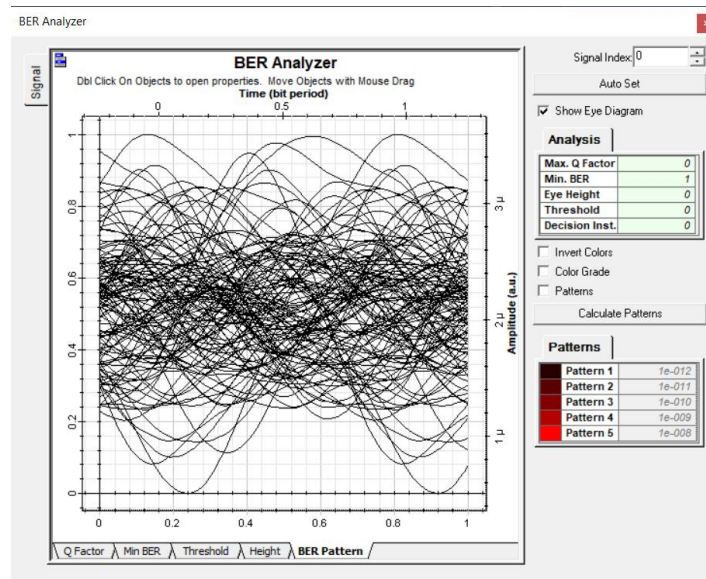 BER Analyzer
x
Signal
BER Analyzer
Dbl Click On Objects to open properties. Move Objects with Mouse Drag
Time (bit period)
0 0.5 1
1
0.8
0.6
0.4
0.2
0
3 µ
2 µ
1 µ
Amplitude (a.u.)
0 0.2 0.4 0.6 0.8 1
Q Factor Min BER Threshold Height BER Pattern
Signal Index: 0
Auto Set
Show Eye Diagram
Analysis
Max. Q Factor 0
Min. BER 1
Eye Height 0
Threshold 0
Decision Inst. 0
Invert Colors
Color Grade
Patterns
Calculate Patterns
Patterns
Pattern 1 1e-012
Pattern 2 1e-011
Pattern 3 1e-010
Pattern 4 1e-009
Pattern 5 1e-008